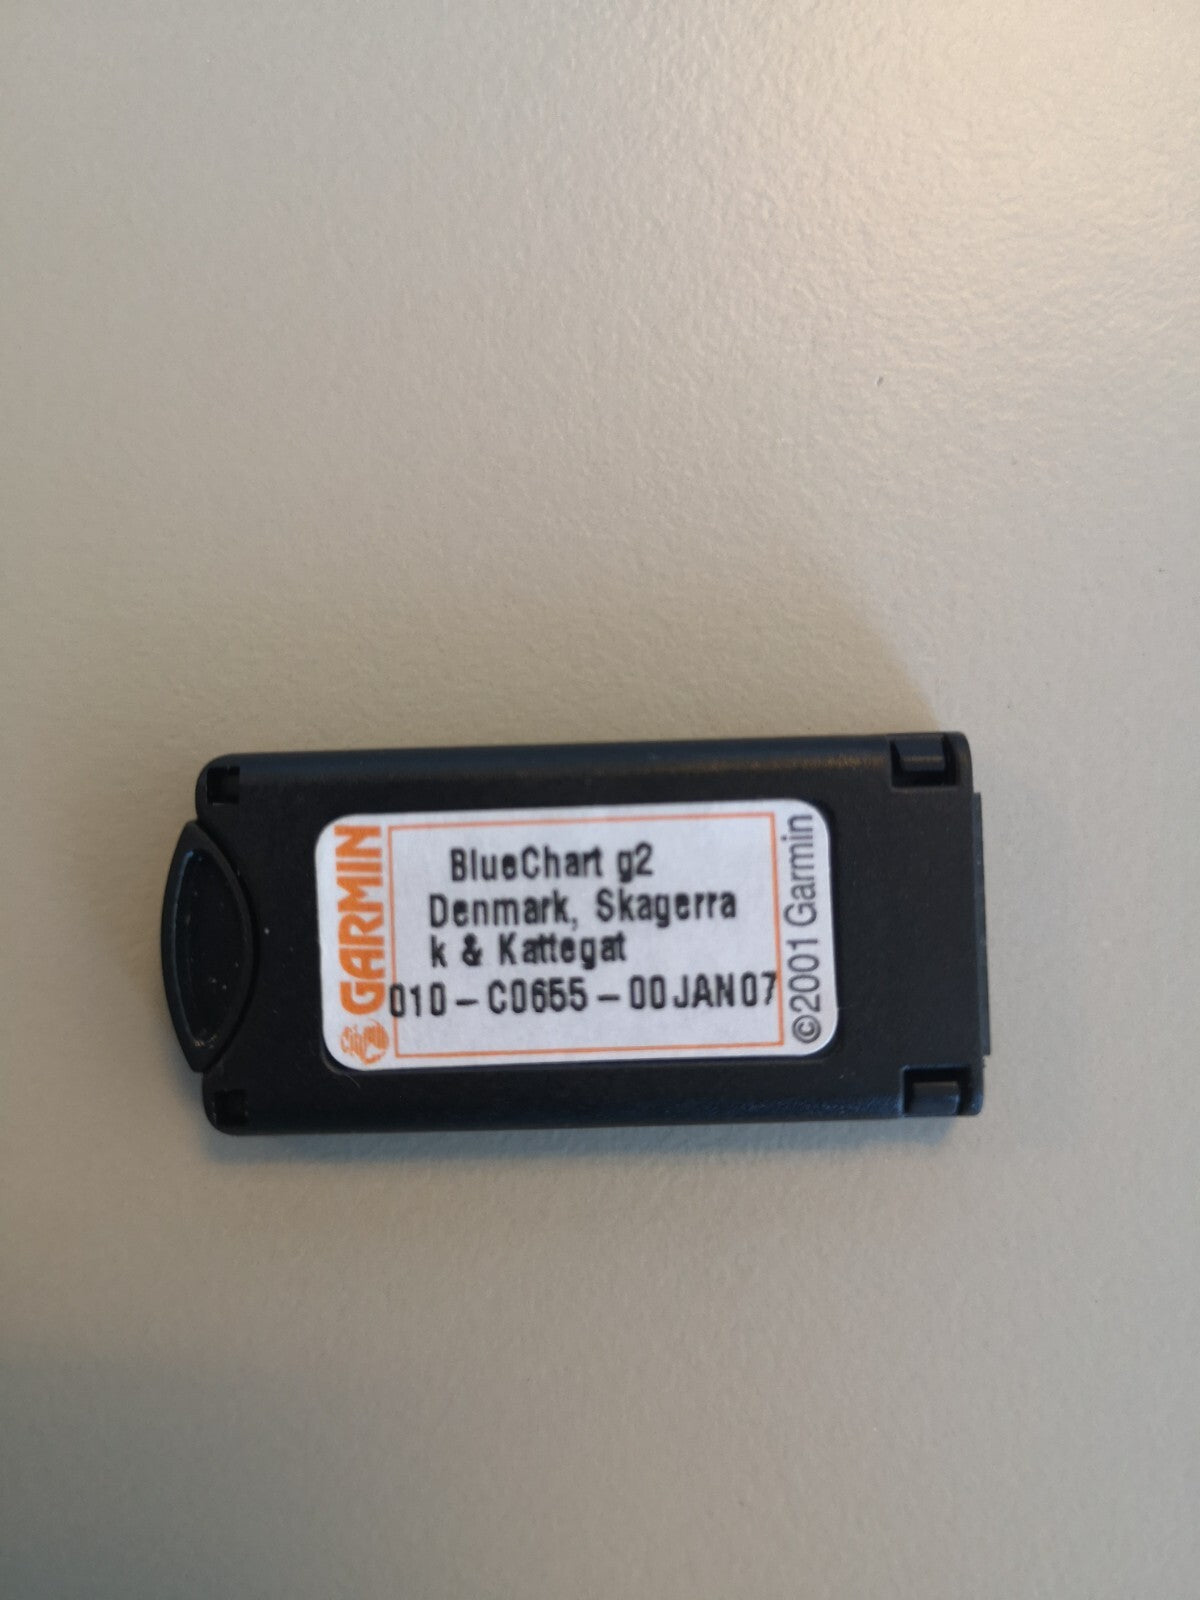 GARMIN
BlueChart g2
Denmark, Skagerra
k & Kattegat
010-C0655-00JAN07
©2001 Garmin